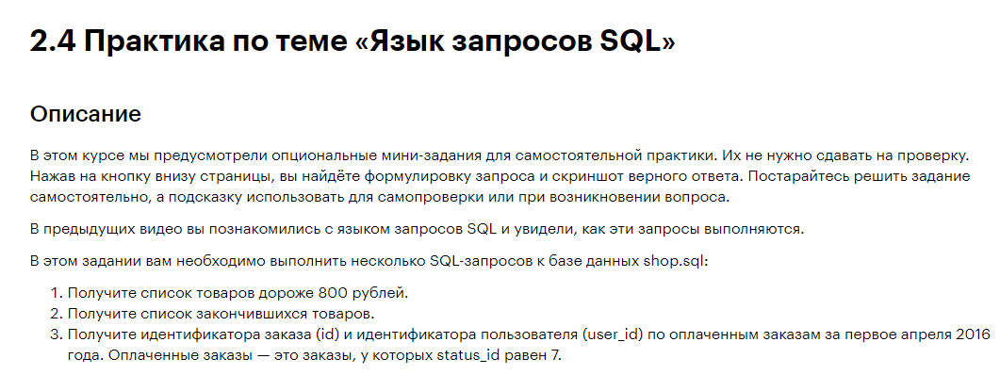 2.4 Практика по теме «Язык запросов SQL»
Описание
В этом курсе мы предусмотрели опциональные мини-задания для самостоятельной практики. Их не нужно сдавать на проверку.
Нажав на кнопку внизу страницы, вы найдёте формулировку запроса и скриншот верного ответа. Постарайтесь решить задание
самостоятельно, а подсказку использовать для самопроверки или при возникновении вопроса.
В предыдущих видео вы познакомились с языком запросов SQL и увидели, как эти запросы выполняются.
В этом задании вам необходимо выполнить несколько SQL-запросов к базе данных shop.sql:
1. Получите список товаров дороже 800 рублей.
2. Получите список закончившихся товаров.
3. Получите идентификатора заказа (id) и идентификатора пользователя (user_id) по оплаченным заказам за первое апреля 2016
года. Оплаченные заказы — это заказы, у которых status_id равен 7.